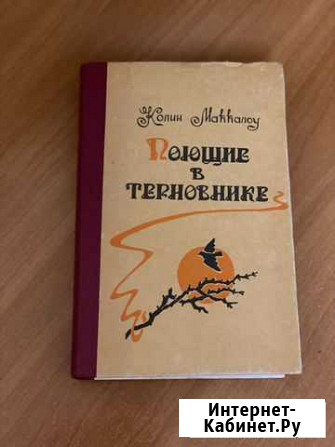 Колин Маккалоу
Поющие
в
терновнике
Интернет-
Кабинет.Ру